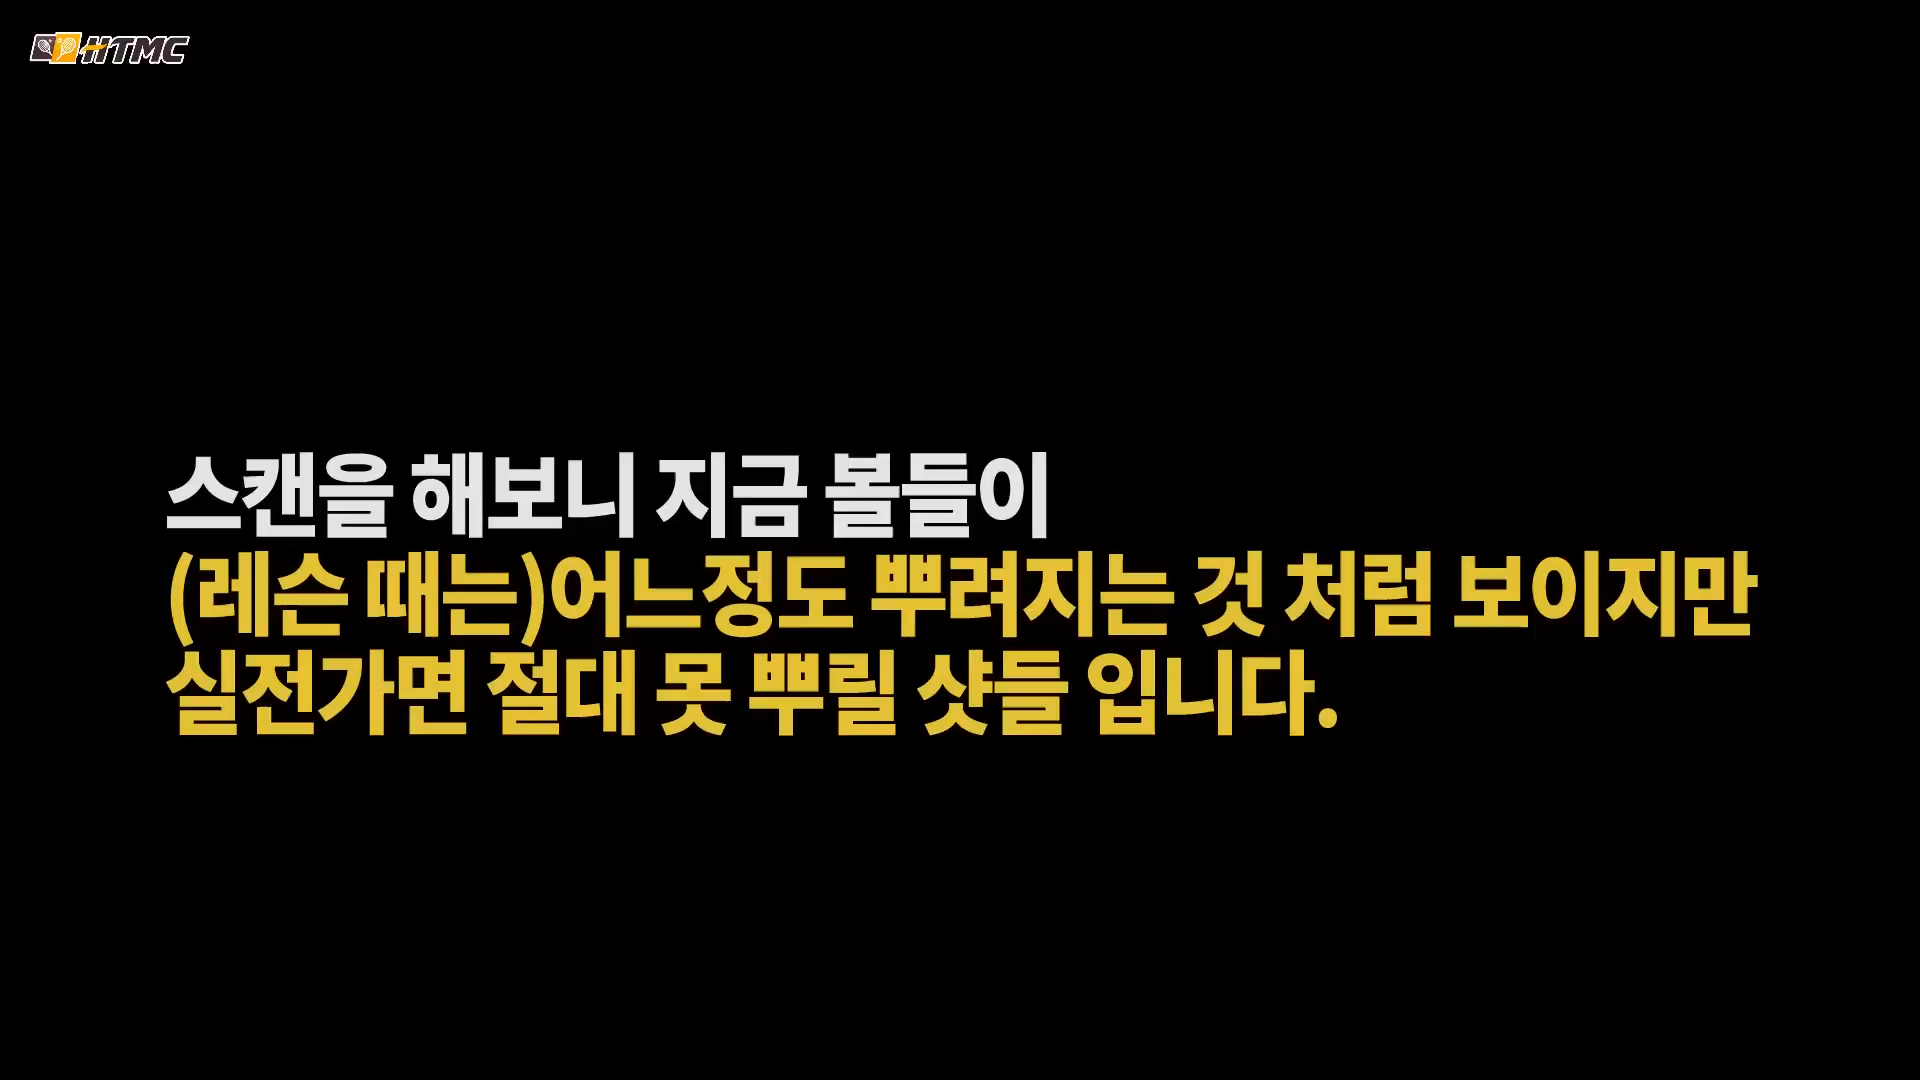 HTMC
스캔을 해보니 지금 볼들이
(레슨 때는)어느정도 뿌려지는 것 처럼 보이지만
실전가면 절대 못 뿌릴 샷들 입니다.